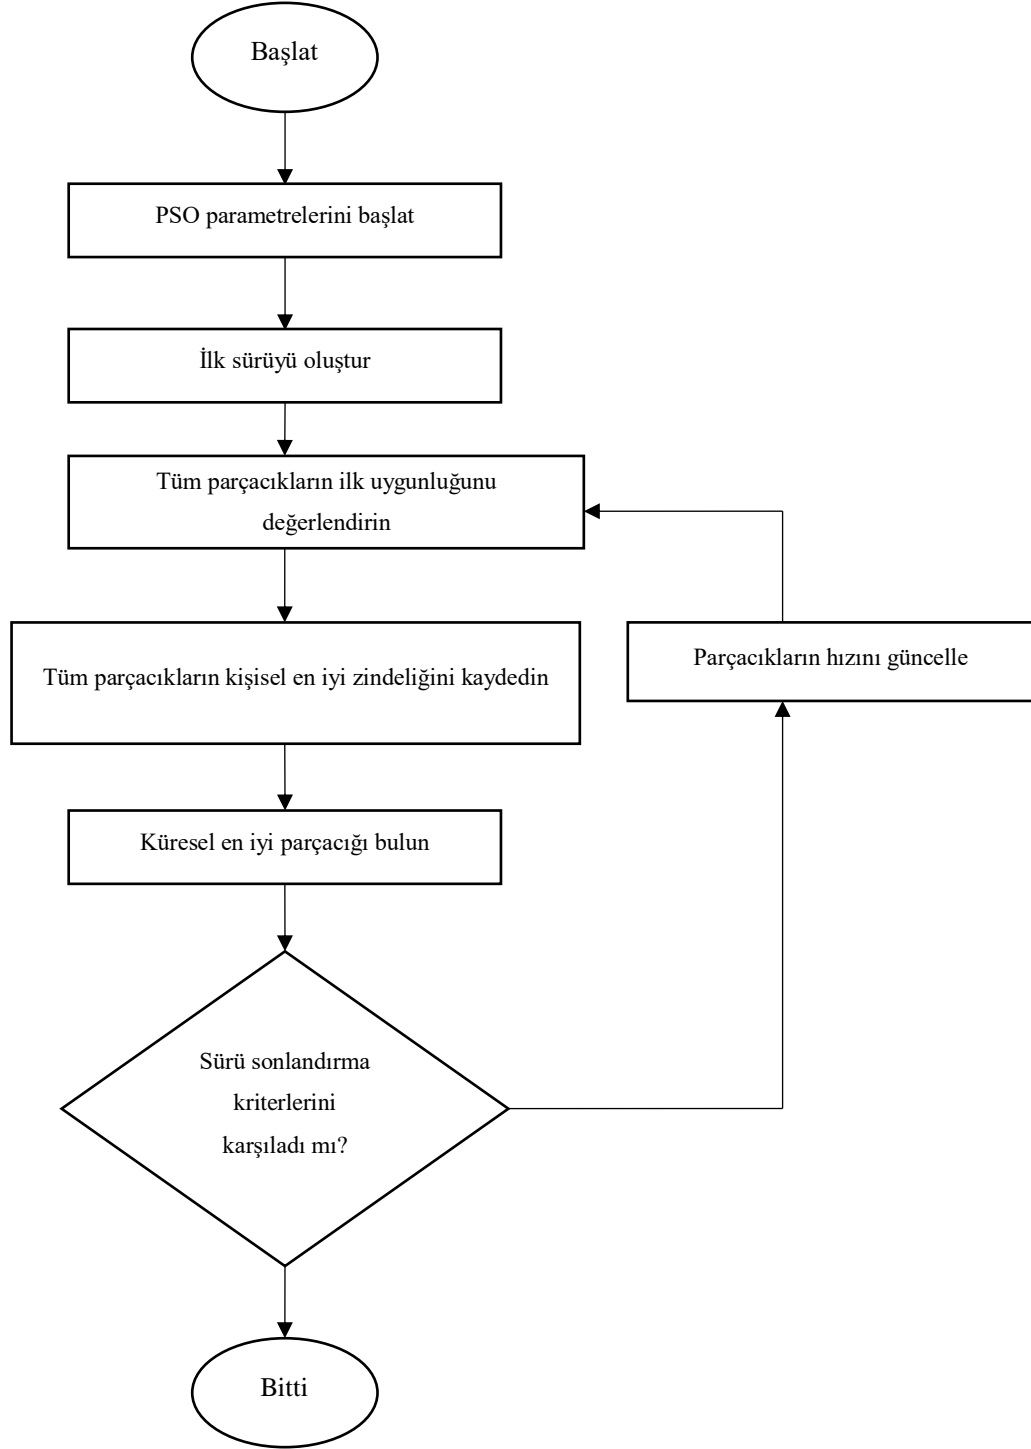 Başlat
PSO parametrelerini başlat
İlk sürüyü oluştur
Tüm parçacıkların ilk uygunluğunu
değerlendirin
Tüm parçacıkların kişisel en iyi zindeliğini kaydedin
Parçacıkların hızını güncelle
Küresel en iyi parçacığı bulun
Sürü sonlandırma
kriterlerini
karşıladı mı?
Bitti